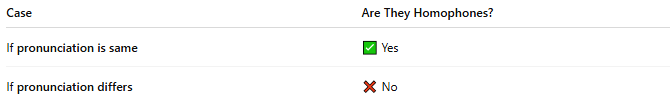 Case Are They Homophones?
If pronunciation is same ✅ Yes
If pronunciation differs ❌ No